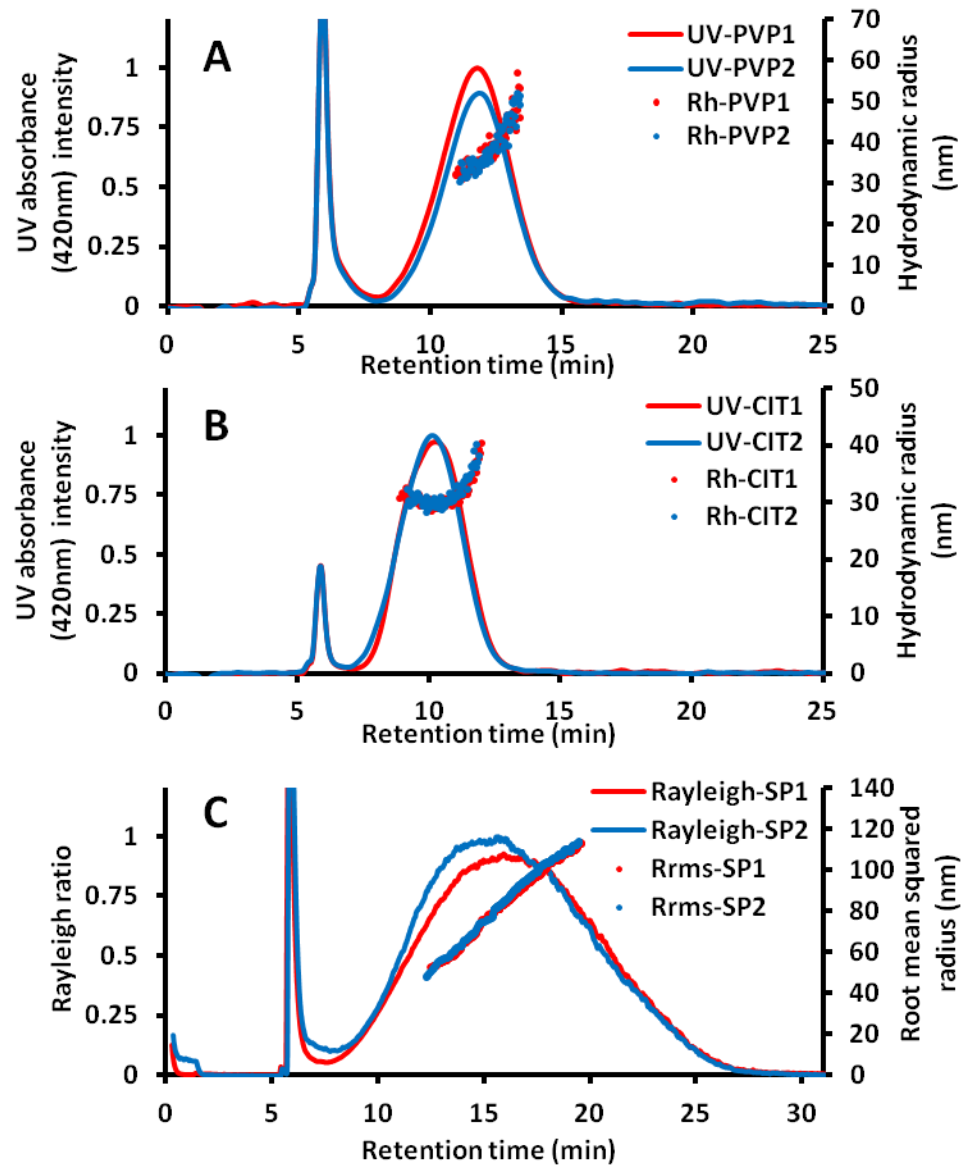 A
UV-PVP1
UV-PVP2
Rh-PVP1
Rh-PVP2
UV absorbance
(420nm) intensity
1
0.75
0.5
0.25
0
70
60
50
40
30
20
10
0
Hydrodynamic radius
(nm)
0 5 10 15 20 25
Retention time (min)
B
UV-CIT1
UV-CIT2
Rh-CIT1
Rh-CIT2
UV absorbance
(420nm) intensity
1
0.75
0.5
0.25
0
50
40
30
20
10
0
Hydrodynamic radius
(nm)
0 5 10 15 20 25
Retention time (min)
C
Rayleigh-SP1
Rayleigh-SP2
Rrms-SP1
Rrms-SP2
Rayleigh ratio
1
0.75
0.5
0.25
0
140
120
100
80
60
40
20
0
Root mean squared
radius (nm)
0 5 10 15 20 25 30
Retention time (min)